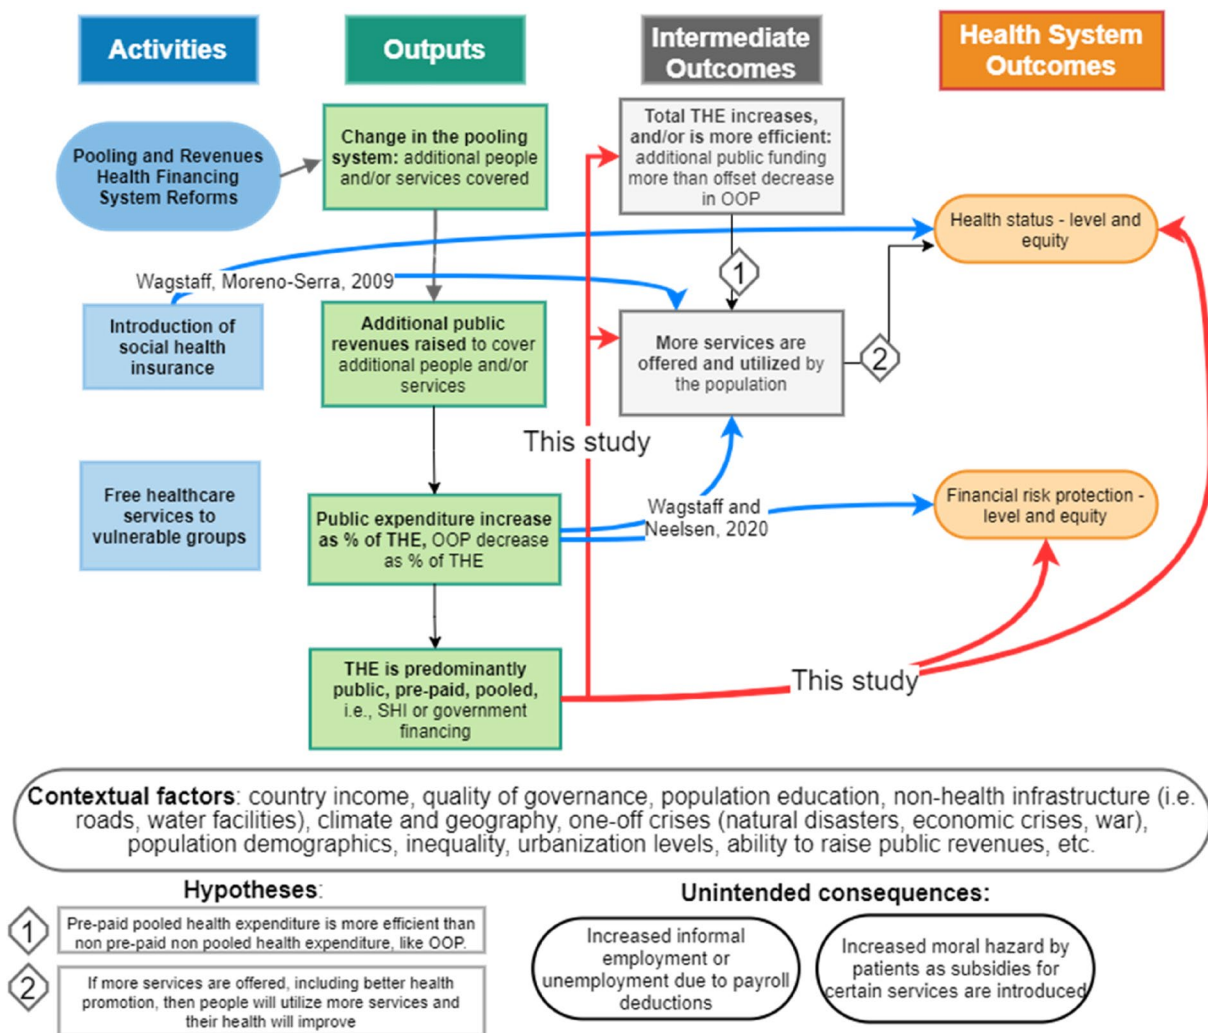 Activities
Outputs
Intermediate
Outcomes
Health System
Outcomes
Pooling and Revenues
Health Financing
System Reforms
Change in the pooling
system: additional people
and/or services covered
Total THE increases,
and/or is more efficient:
additional public funding
more than offset decrease
in OOP
Health status - level and
equity
1
Wagstaff, Moreno-Serra, 2009
Introduction of
social health
insurance
Additional public
revenues raised to cover
additional people and/or
services
More services are
offered and utilized by
the population
2
This study
Free healthcare
services to
vulnerable groups
Public expenditure increase
as % of THE, OOP decrease
as % of THE
Wagstaff and
Neelsen, 2020
Financial risk protection -
level and equity
THE is predominantly
public, pre-paid, pooled,
i.e., SHI or government
financing
This study
Contextual factors: country income, quality of governance, population education, non-health infrastructure (i.e.
roads, water facilities), climate and geography, one-off crises (natural disasters, economic crises, war),
population demographics, inequality, urbanization levels, ability to raise public revenues, etc.
Hypotheses:
1
Pre-paid pooled health expenditure is more efficient than
non pre-paid non pooled health expenditure, like OOP.
2
If more services are offered, including better health
promotion, then people will utilize more services and
their health will improve
Unintended consequences:
Increased informal
employment or
unemployment due to payroll
deductions
Increased moral hazard by
patients as subsidies for
certain services are introduced